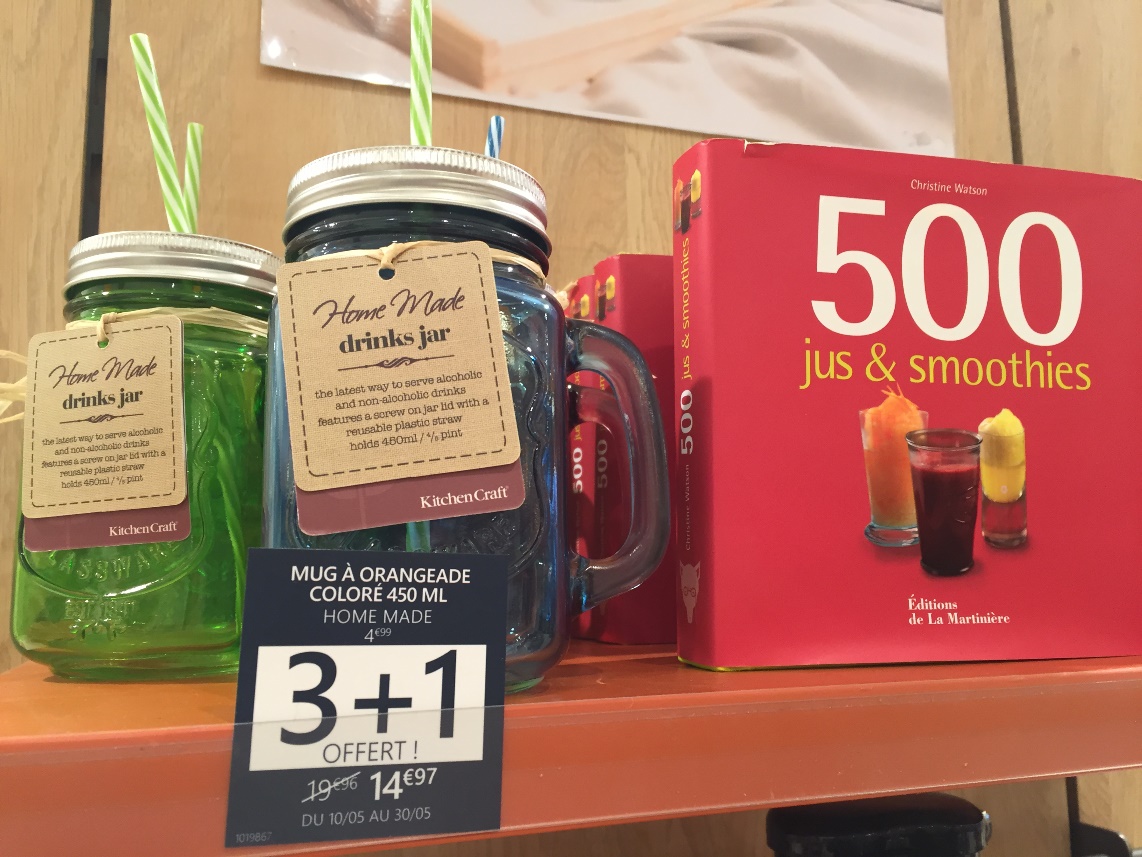 Home Made
drinks jar
the latest way to serve alcoholic
and non-alcoholic drinks
features a screw on jar lid with a
reusable plastic straw
holds 450ml / 4/5 pint
KitchenCraft
Home Made
drinks jar
the latest way to serve alcoholic
and non-alcoholic drinks
features a screw on jar lid with a
reusable plastic straw
holds 450ml / 4/5 pint
KitchenCraft
MUG À ORANGEADE
COLORÉ 450 ML
HOME MADE
4€99
3+1
OFFERT !
19€96 14€97
DU 10/05 AU 30/05
1019867
500
500
Christine Watson 500 jus & smoothies
Christine Watson
500
jus & smoothies
Éditions
de La Martinière